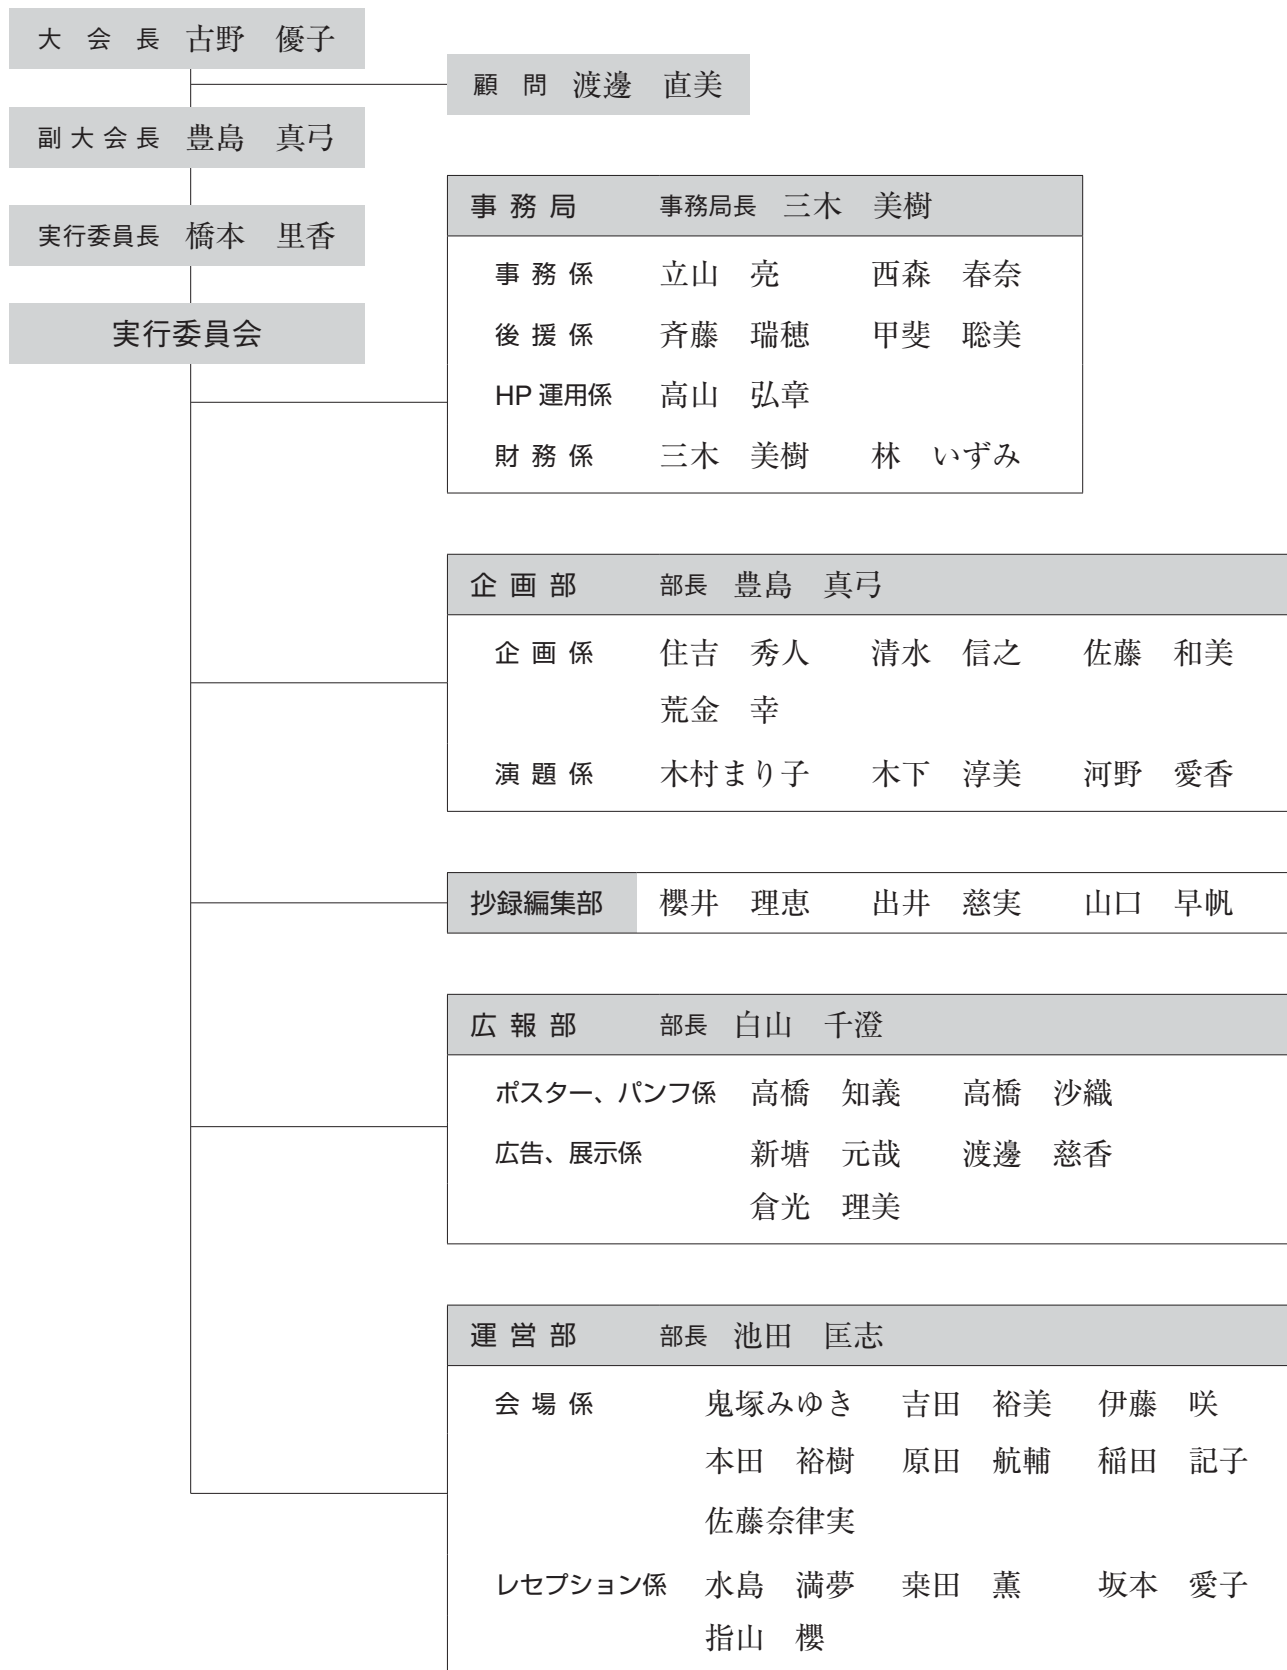 大会長 古野 優子
顧問 渡邊 直美
副大会長 豊島 真弓
実行委員長 橋本 里香
実行委員会
事務局 事務局長 三木 美樹
事務係 立山 亮 西森 春奈
後援係 斉藤 瑞穂 甲斐 聡美
HP 運用係 高山 弘章
財務係 三木 美樹 林 いずみ
企画部 部長 豊島 真弓
企画係 住吉 秀人 清水 信之 佐藤 和美
荒金 幸
演題係 木村まり子 木下 淳美 河野 愛香
抄録編集部 櫻井 理恵 出井 慈実 山口 早帆
広報部 部長 白山 千澄
ポスター、パンフ係 高橋 知義 高橋 沙織
広告、展示係 新塘 元哉 渡邊 慈香
倉光 理美
運営部 部長 池田 匡志
会場係 鬼塚みゆき 吉田 裕美 伊藤 咲
本田 裕樹 原田 航輔 稲田 記子
佐藤奈律実
レセプション係 水島 満夢 桒田 薫 坂本 愛子
指山 櫻